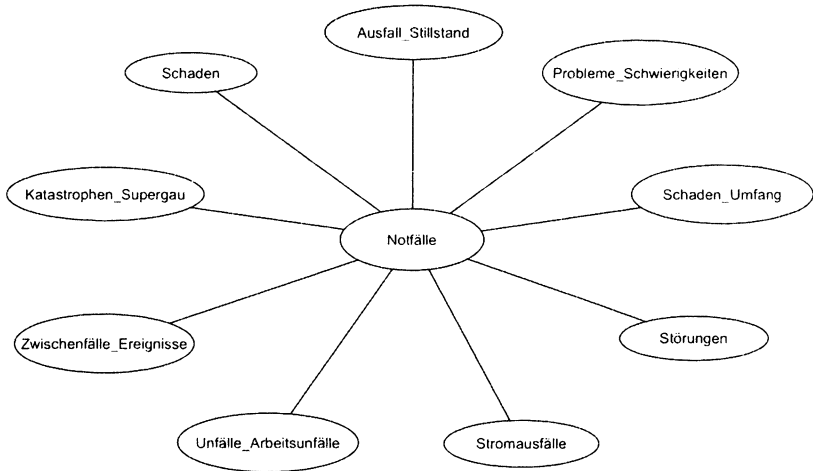 Ausfall_Stillstand
Schaden
Probleme_Schwierigkeiten
Katastrophen_Supergau
Schaden_Umfang
Notfälle
Zwischenfälle_Ereignisse
Störungen
Unfälle_Arbeitsunfälle
Stromausfälle